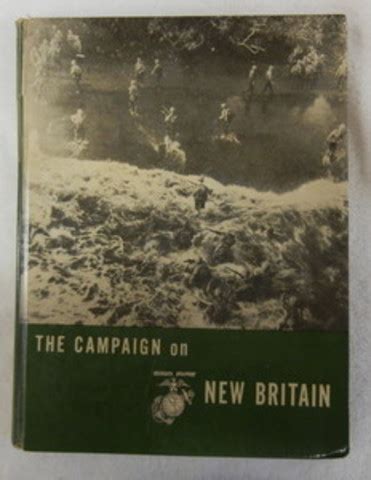 THE CAMPAIGN on
NEW BRITAIN